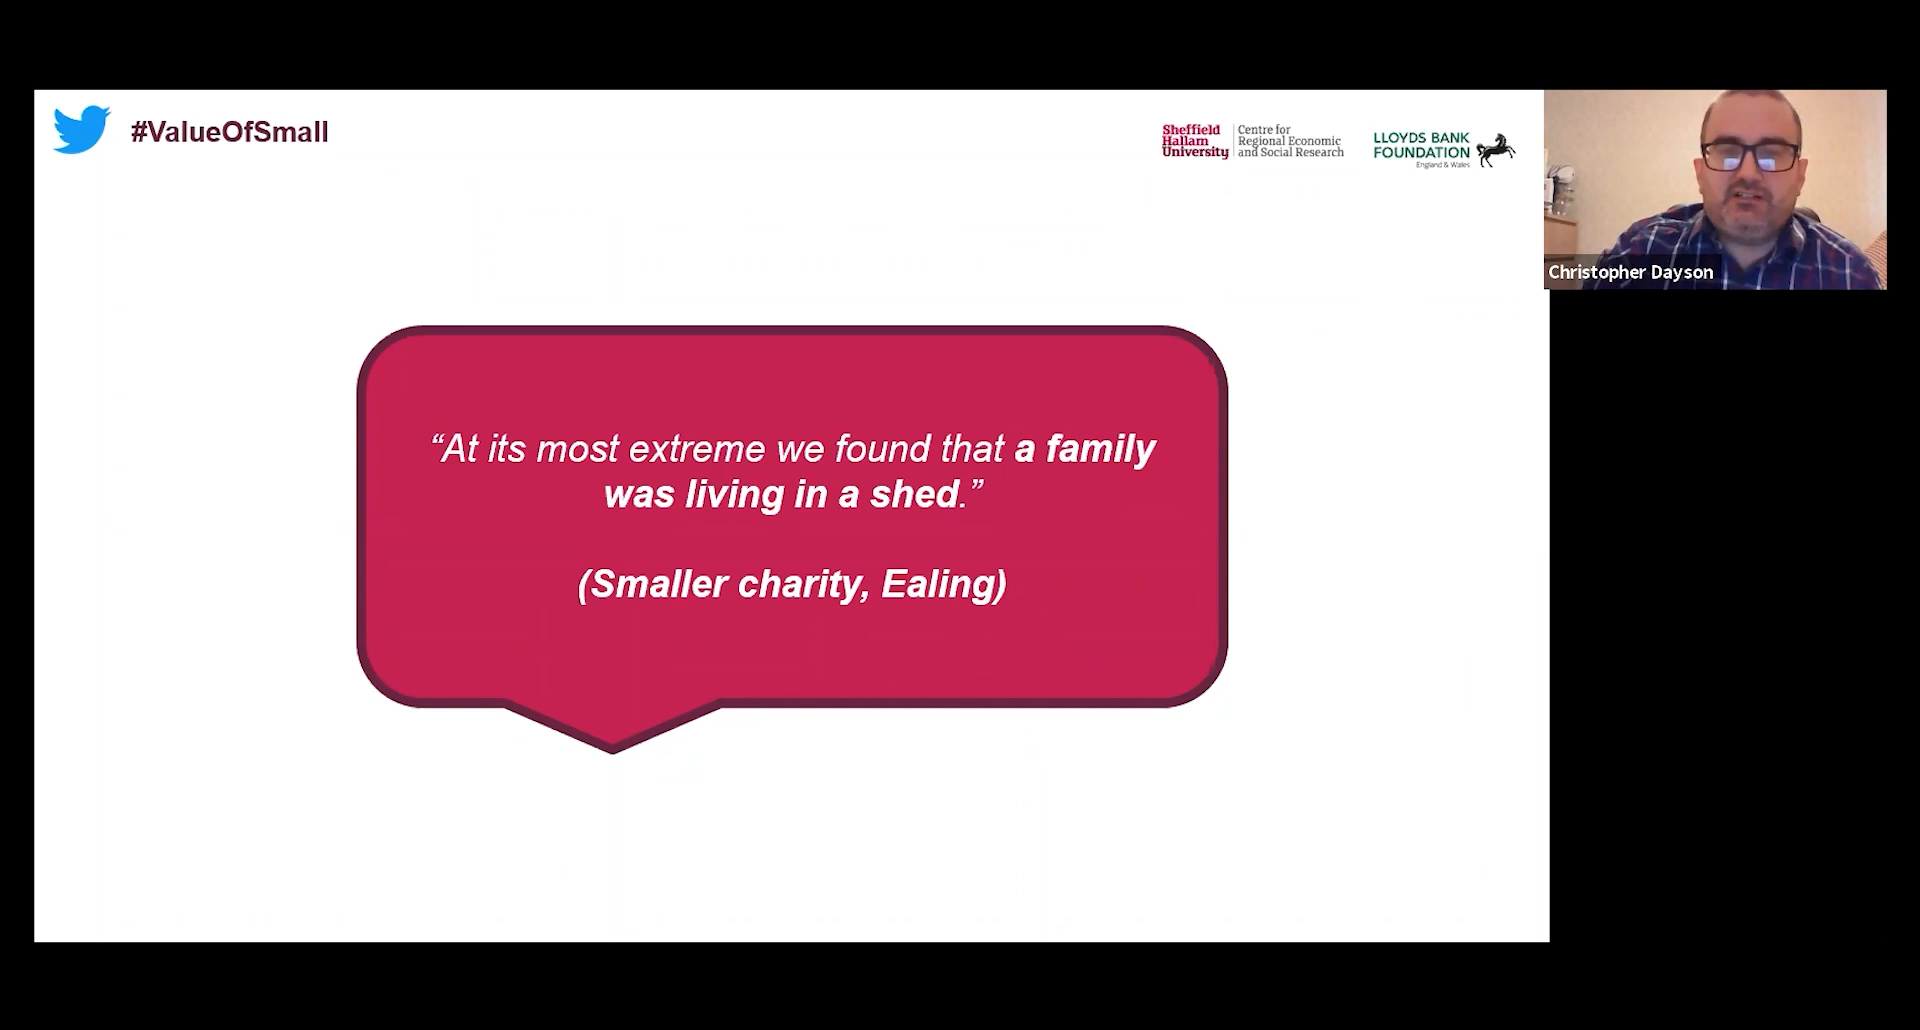 #ValueOfSmall
Sheffield
Hallam
University
Centre for
Regional Economic
and Social Research
LLOYDS BANK
FOUNDATION
England & Wales
Christopher Dayson
“At its most extreme we found that a family
was living in a shed.”
(Smaller charity, Ealing)